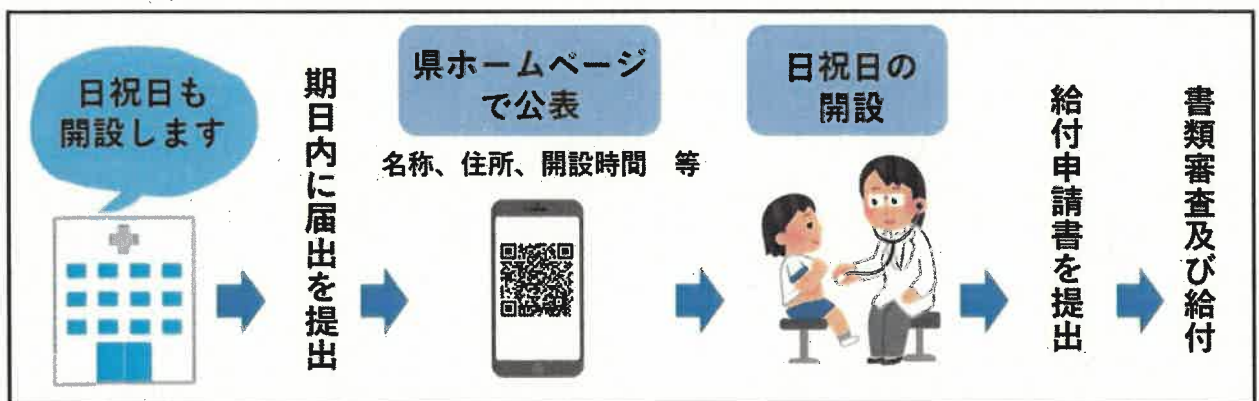 日祝日も
開設します
期日内に届出を提出
県ホームページ
で公表
名称、住所、開設時間　等
日祝日の
開設
給付申請書を提出
書類審査及び給付